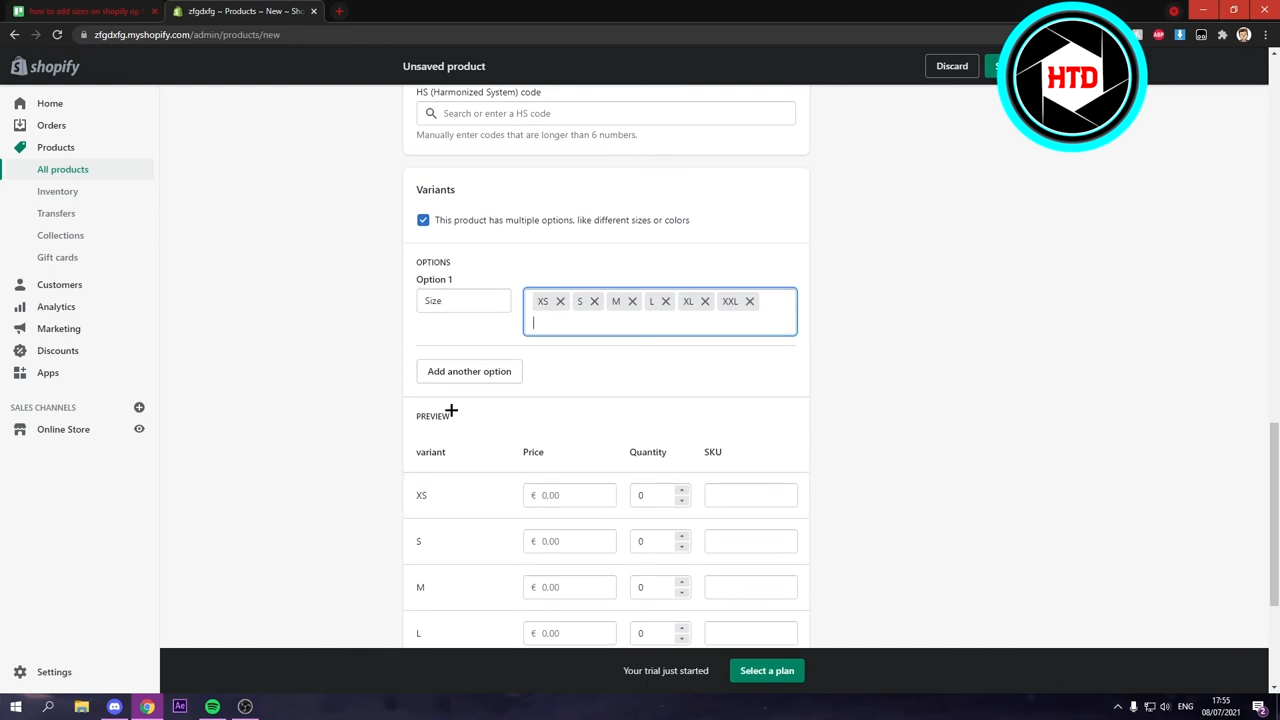 how to add sizes on shopify op
zfgdxfg ~ Products ~ New ~ Sho
zfgdxfg.myshopify.com/admin/products/new
ABP
HTD
shopify
Unsaved product
Discard
Home
Orders
Products
All products
Inventory
Transfers
Collections
Gift cards
Customers
Analytics
Marketing
Discounts
Apps
SALES CHANNELS
Online Store
Settings
HS (Harmonized System) code
Search or enter a HS code
Manually enter codes that are longer than 6 numbers.
Variants
This product has multiple options, like different sizes or colors
OPTIONS
Option 1
Size
XS S M L XL XXL
Add another option
PREVIEW
variant Price Quantity SKU
XS € 0,00 0
S € 0,00 0
M € 0,00 0
L € 0,00 0
Your trial just started
Select a plan
Ae
ENG
17:55
08/07/2021
2